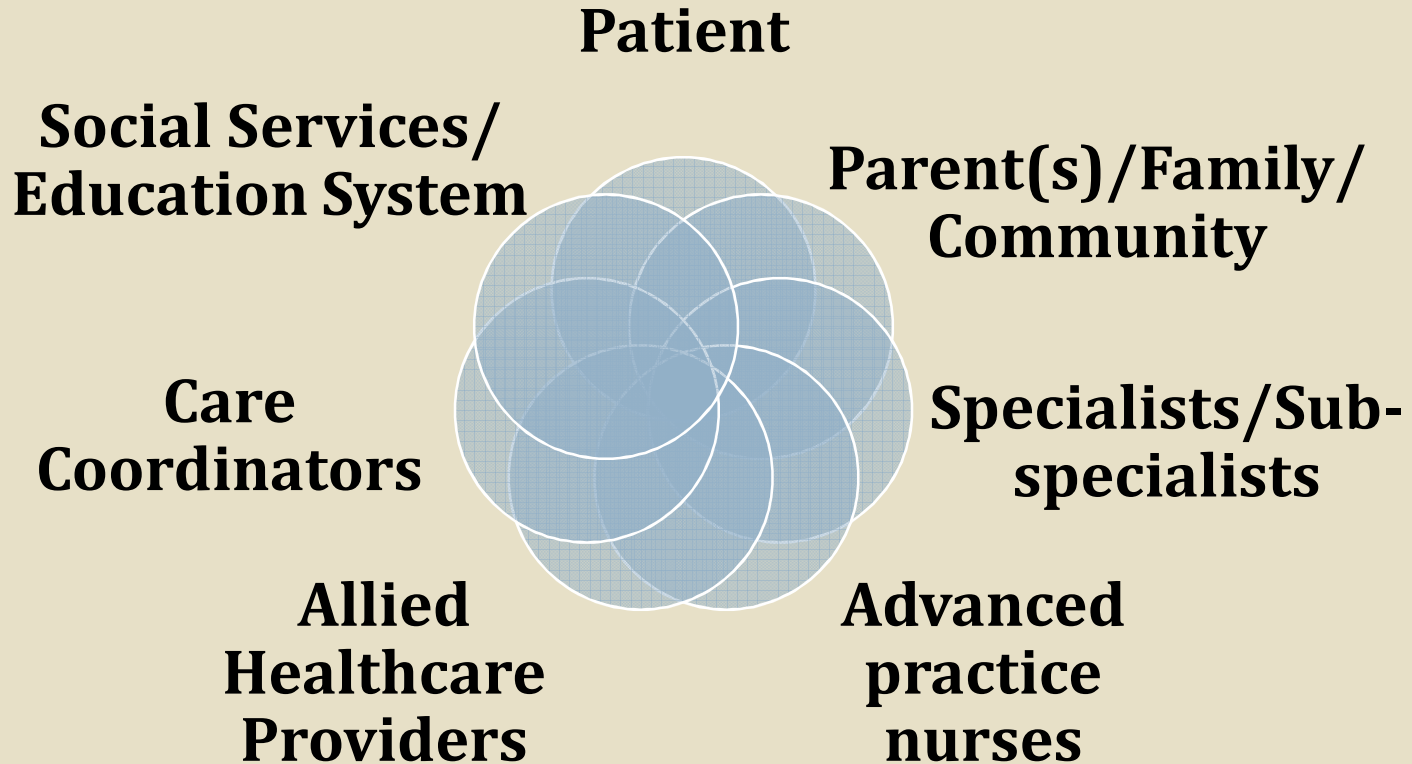 Patient
Social Services/
Education System
Parent(s)/Family/
Community
Care
Coordinators
Specialists/Sub-
specialists
Allied
Healthcare
Providers
Advanced
practice
nurses